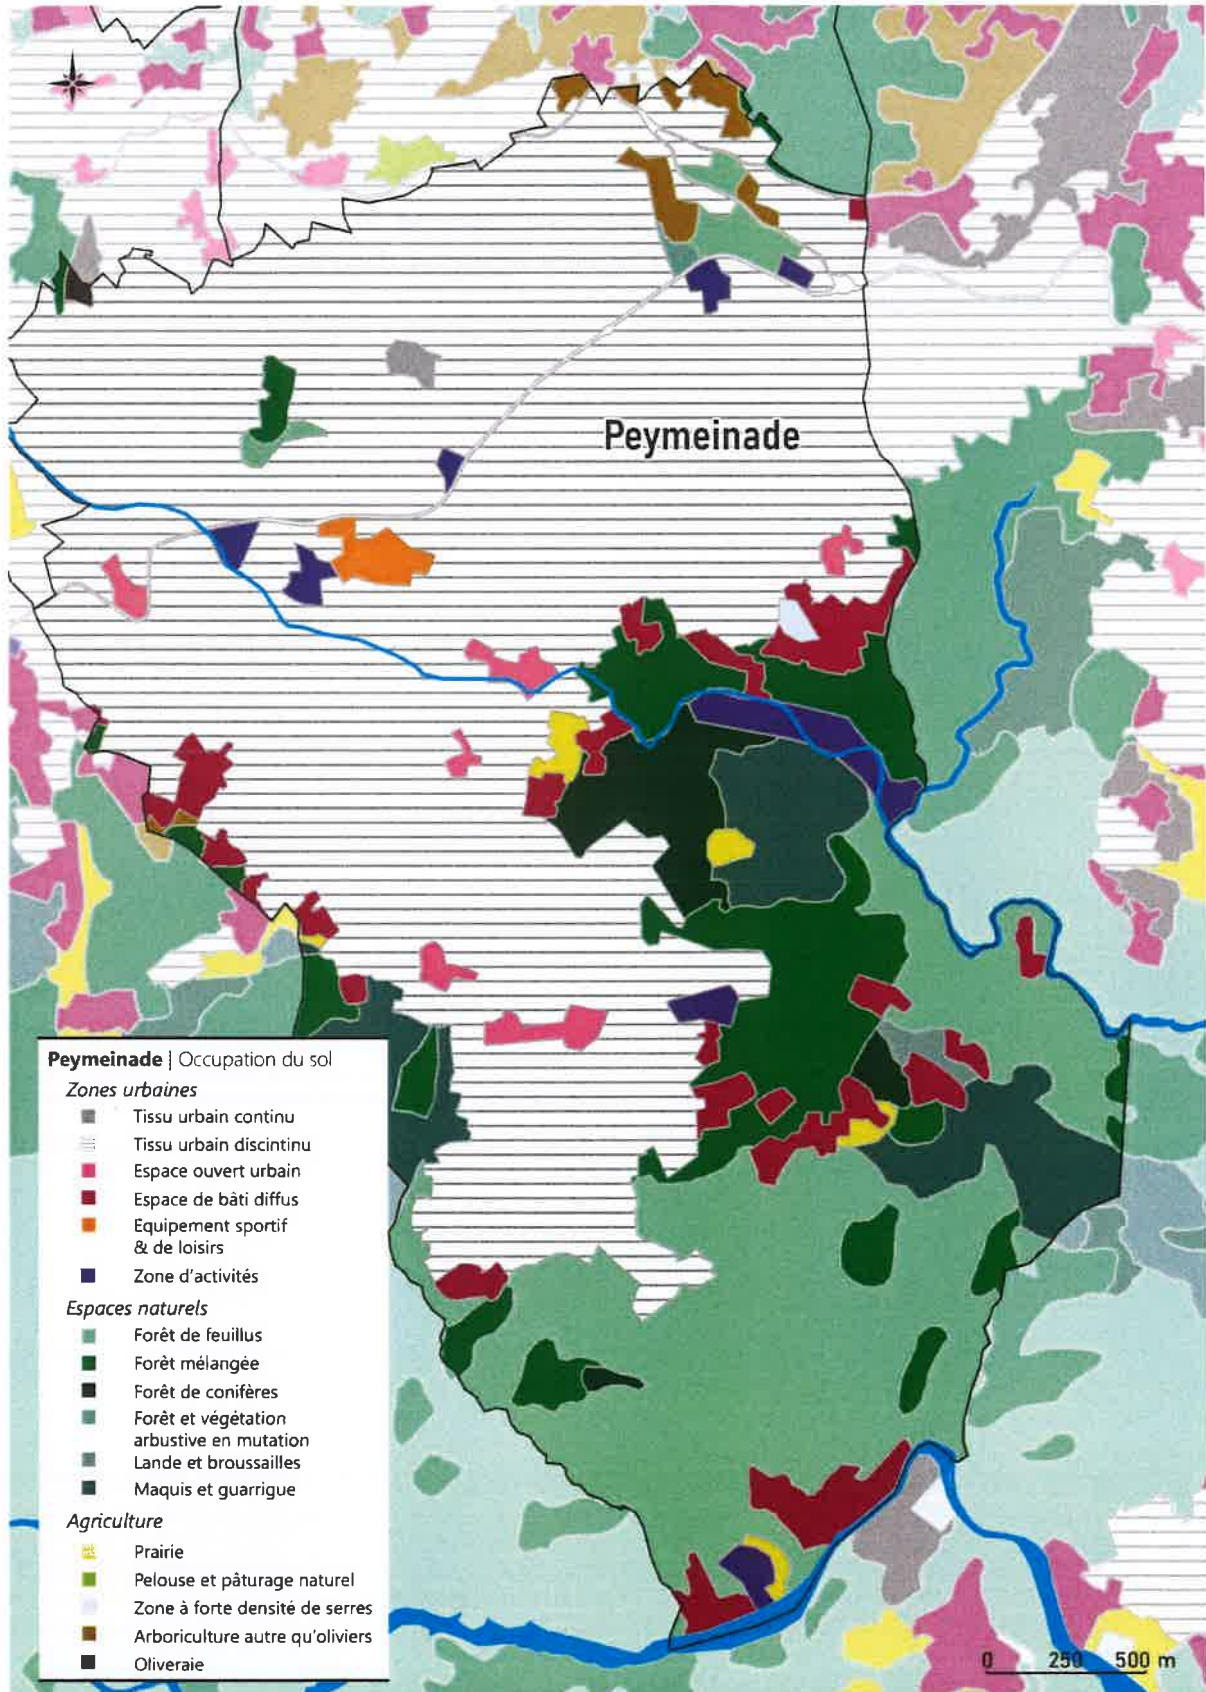 Peymeinade
Peymeinade | Occupation du sol
Zones urbaines
Tissu urbain continu
Tissu urbain discintinu
Espace ouvert urbain
Espace de bâti diffus
Equipement sportif
& de loisirs
Zone d'activités
Espaces naturels
Forêt de feuillus
Forêt mélangée
Forêt de conifères
Forêt et végétation
arbustive en mutation
Lande et broussailles
Maquis et guarrigue
Agriculture
Prairie
Pelouse et pâturage naturel
Zone à forte densité de serres
Arboriculture autre qu'oliviers
Oliveraie
0 250 500 m